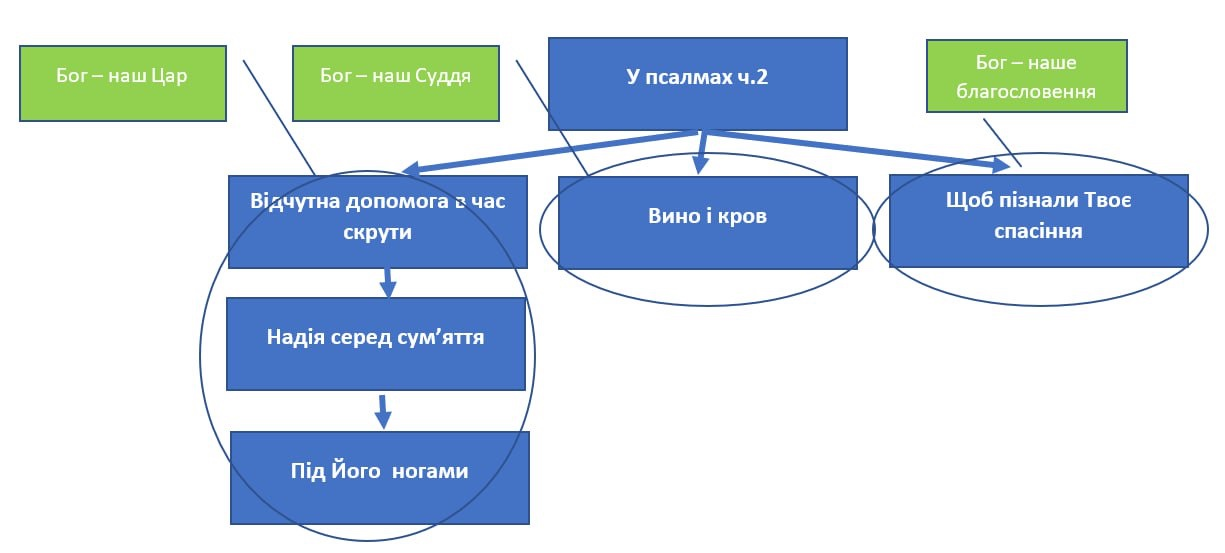 Бог – наш Цар
Бог – наш Суддя
У псалмах ч.2
Бог – наше
благословення
Відчутна допомога в час
скрути
Вино і кров
Щоб пізнали Твоє
спасіння
Надія серед сум’яття
Під Його  ногами